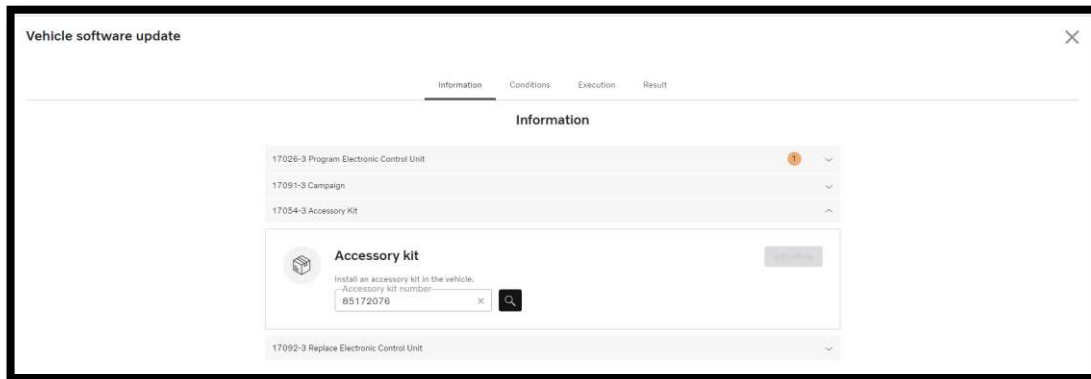 Vehicle software update
Information Conditions Execution Result
Information
17026-3 Program Electronic Control Unit 1
17091-3 Campaign
17054-3 Accessory Kit
Accessory kit
Install an accessory kit in the vehicle.
Accessory kit number
85172076
17092-3 Replace Electronic Control Unit